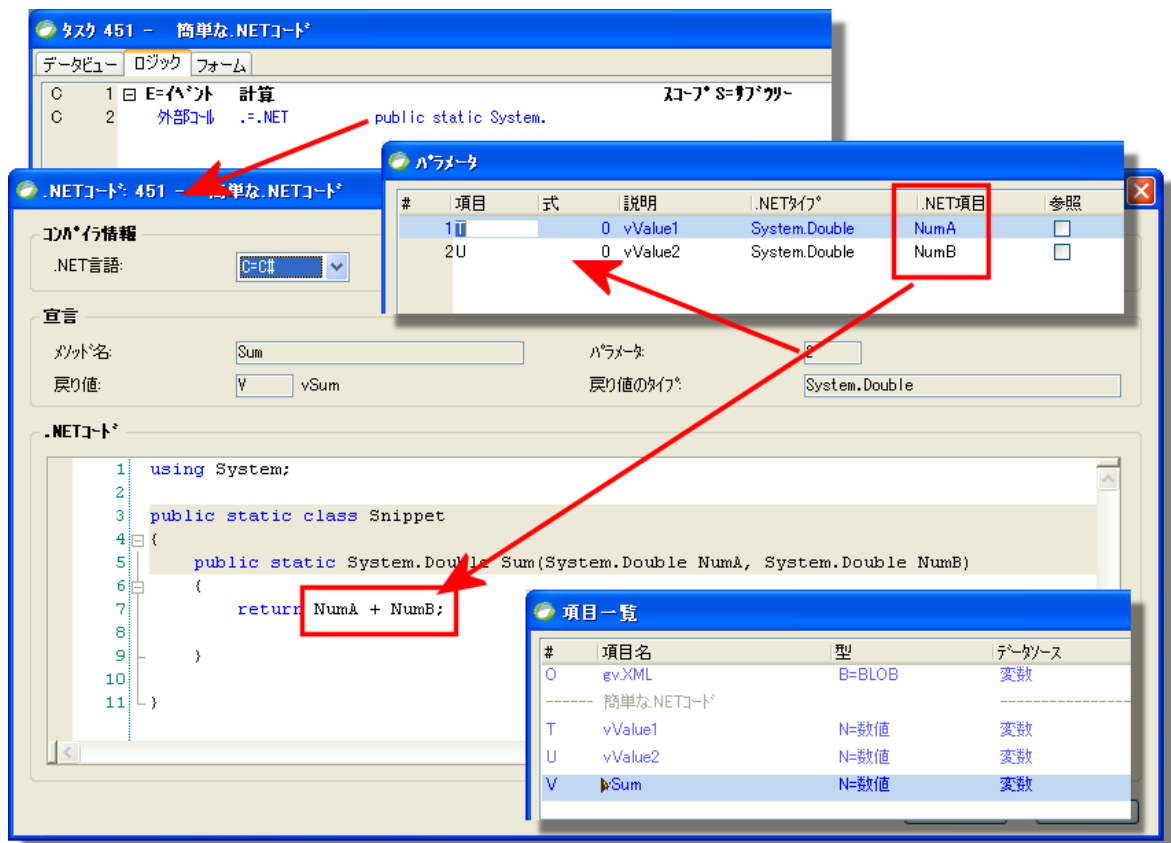 タスク 451 - 簡単な.NETコード
データビュー ロジック フォーム
C 1 E=イベント 計算 スコープ S=サブツリー
C 2 外部コール .=.NET public static System.
パラメータ
# 項目 式 説明 .NETタイプ .NET項目 参照
1 T 0 vValue1 System.Double NumA
2 U 0 vValue2 System.Double NumB
.NETコード: 451 - 簡単な.NETコード
コンパイラ情報
.NET言語: C=C#
宣言
メソッド名: Sum パラメータ: 2
戻り値: V vSum 戻り値のタイプ: System.Double
.NETコード
1 using System;
2
3 public static class Snippet
4 {
5 public static System.Double Sum(System.Double NumA, System.Double NumB)
6 {
7 return NumA + NumB;
8
9 }
10
11 }
項目一覧
# 項目名 型 データソース
O gv.XML B=BLOB 変数
------ 簡単な.NETコード ----------------
T vValue1 N=数値 変数
U vValue2 N=数値 変数
V vSum N=数値 変数